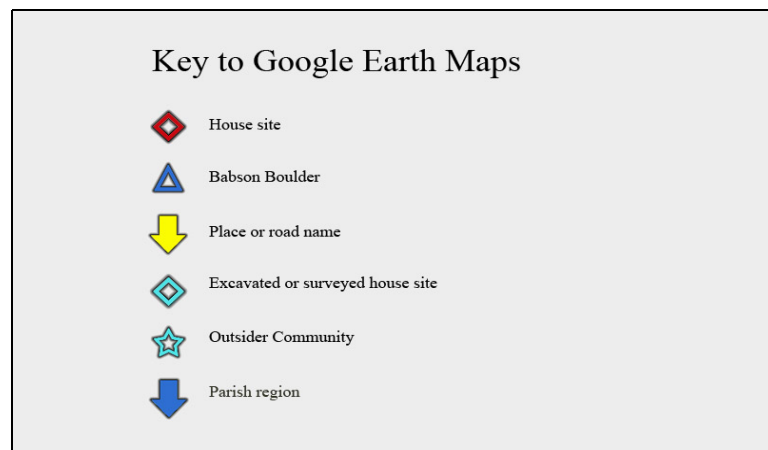 Key to Google Earth Maps
House site
Babson Boulder
Place or road name
Excavated or surveyed house site
Outsider Community
Parish region